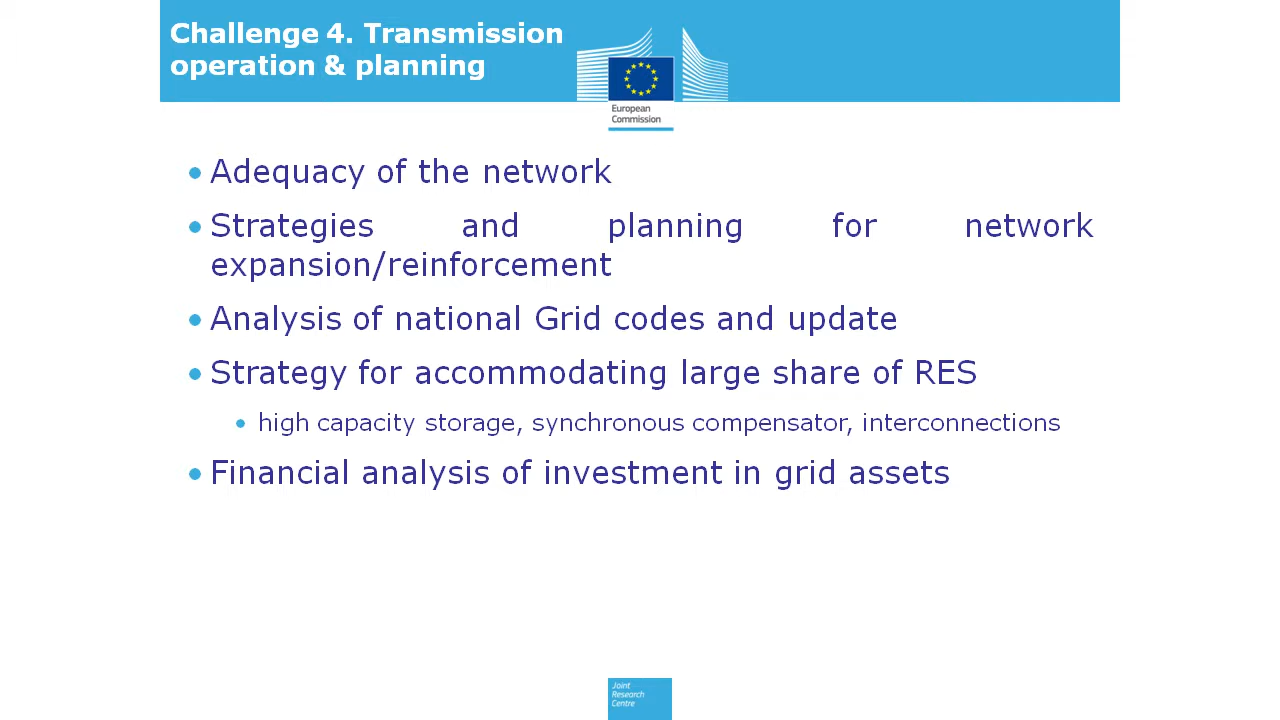 Challenge 4. Transmission
operation & planning
European
Commission
• Adequacy of the network
• Strategies and planning for network
expansion/reinforcement
• Analysis of national Grid codes and update
• Strategy for accommodating large share of RES
• high capacity storage, synchronous compensator, interconnections
• Financial analysis of investment in grid assets
Joint
Research
Centre